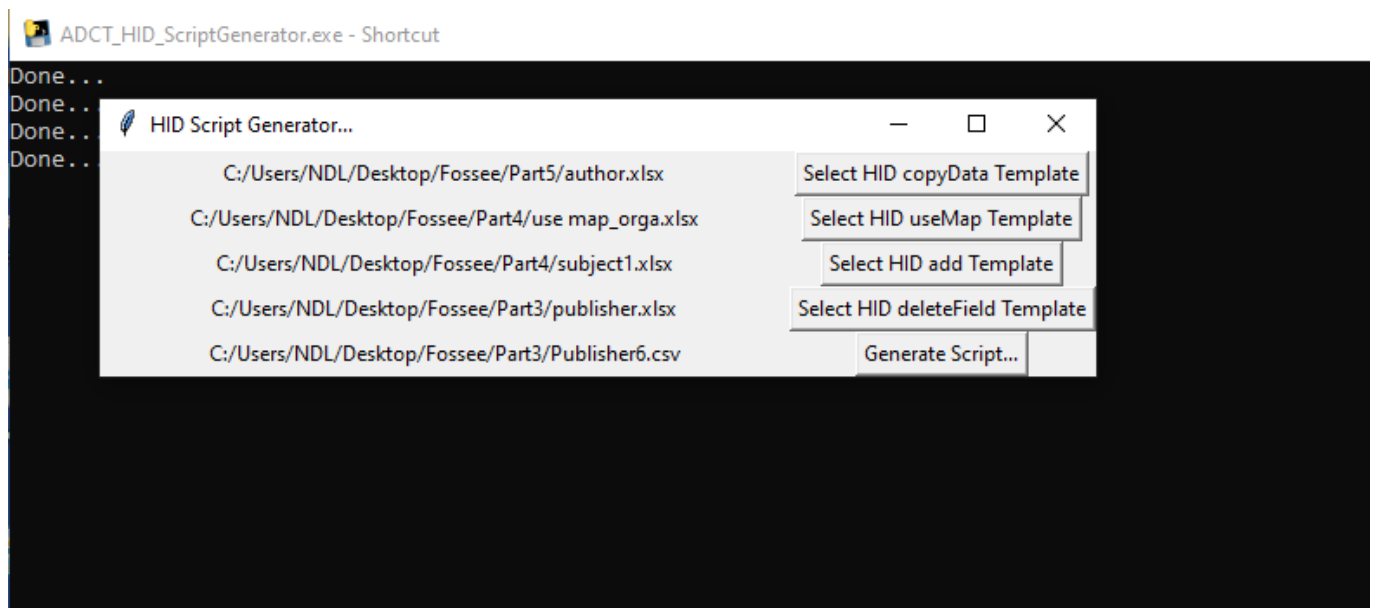 ADCT_HID_ScriptGenerator.exe - Shortcut
Done...
Done...
Done...
Done...
HID Script Generator...
C:/Users/NDL/Desktop/Fossee/Part5/author.xlsx Select HID copyData Template
C:/Users/NDL/Desktop/Fossee/Part4/use map_orga.xlsx Select HID useMap Template
C:/Users/NDL/Desktop/Fossee/Part4/subject1.xlsx Select HID add Template
C:/Users/NDL/Desktop/Fossee/Part3/publisher.xlsx Select HID deleteField Template
C:/Users/NDL/Desktop/Fossee/Part3/Publisher6.csv Generate Script...